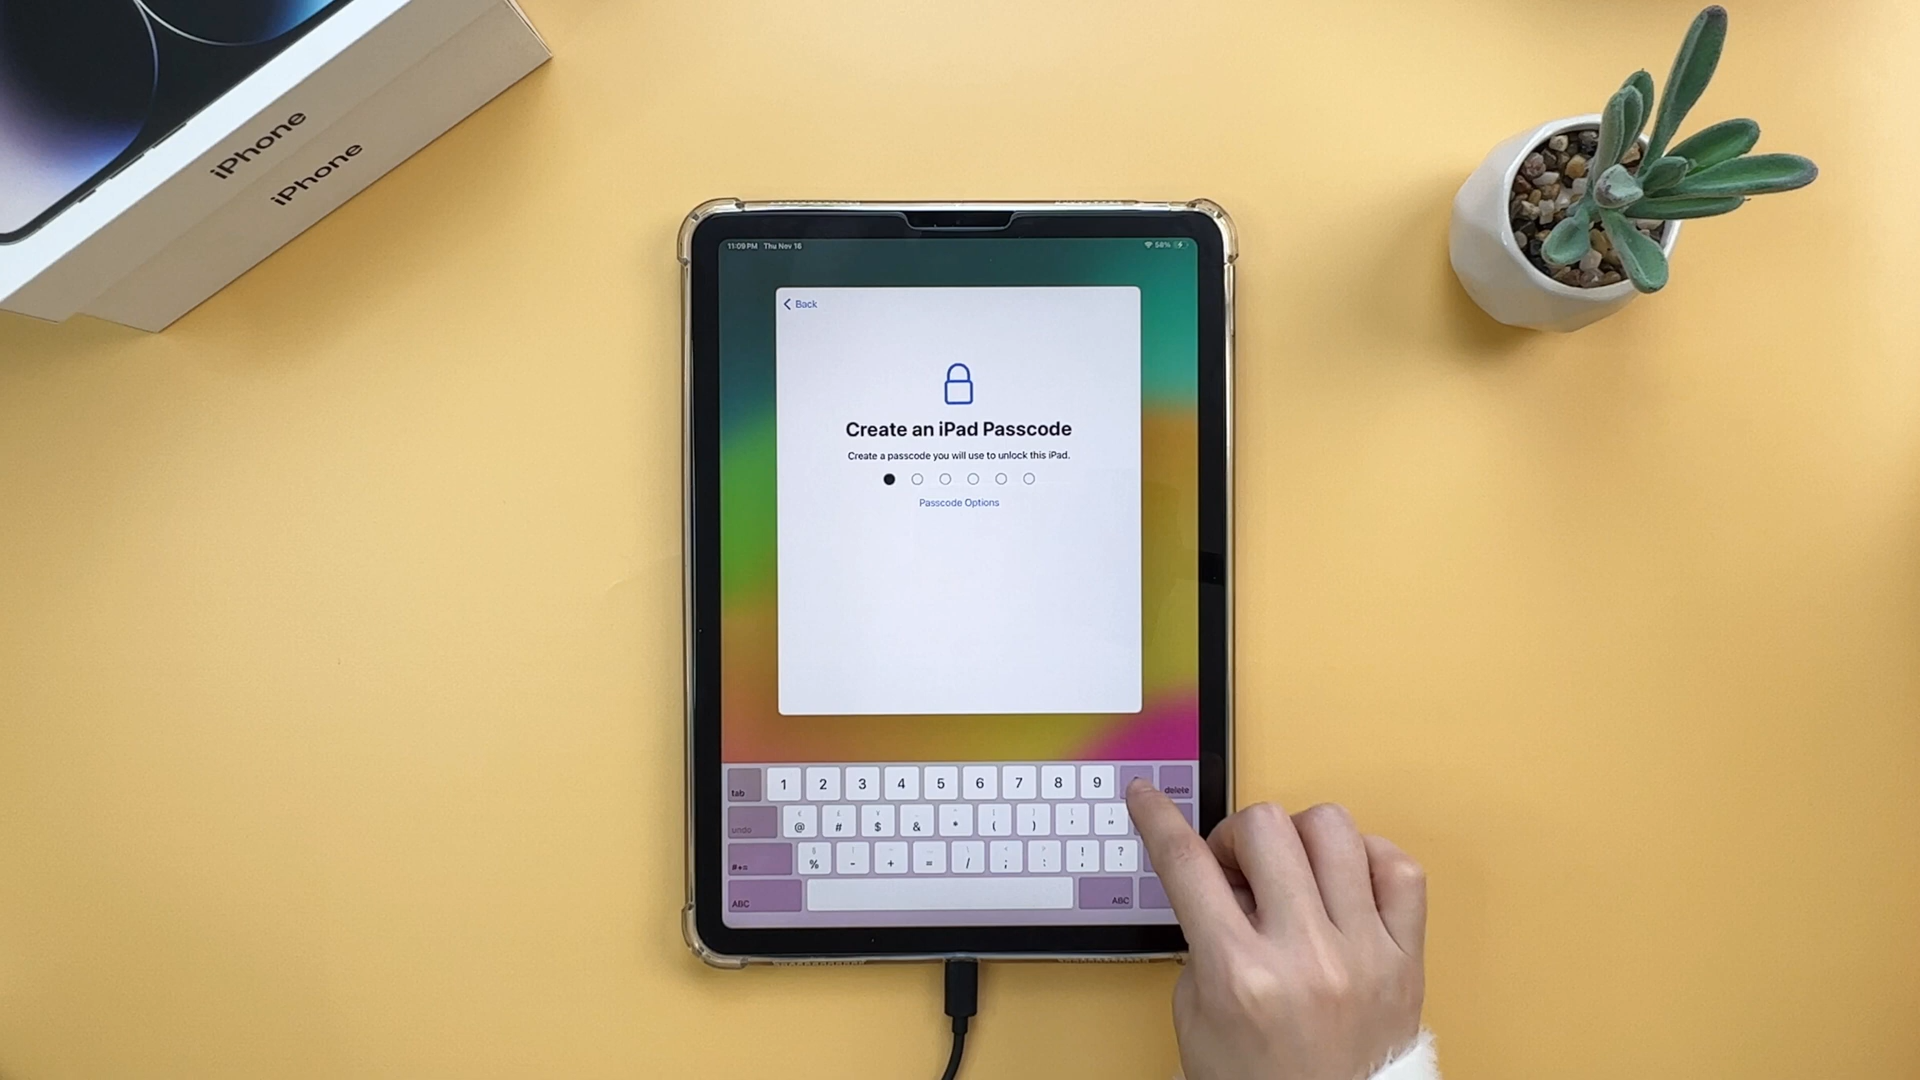 iPhone
iPhone
11:09 PM Thu Nov 16
58%
Back
Create an iPad Passcode
Create a passcode you will use to unlock this iPad.
Passcode Options
tab 1 2 3 4 5 6 7 8 9 delete
undo @ # $ & * ( ) ' "
#+= % - + = / ; : ! , ? .
ABC ABC